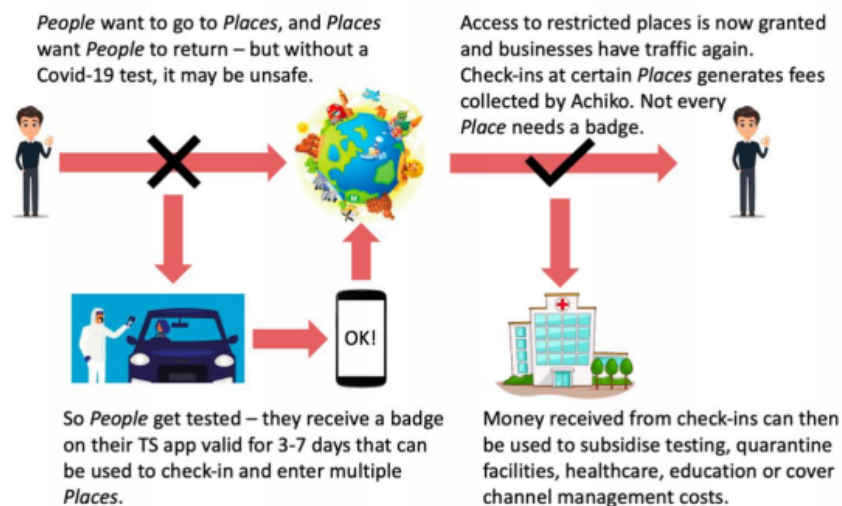 People want to go to Places, and Places
want People to return – but without a
Covid-19 test, it may be unsafe.
Access to restricted places is now granted
and businesses have traffic again.
Check-ins at certain Places generates fees
collected by Achiko. Not every
Place needs a badge.
OK!
So People get tested – they receive a badge
on their TS app valid for 3-7 days that can
be used to check-in and enter multiple
Places.
Money received from check-ins can then
be used to subsidise testing, quarantine
facilities, healthcare, education or cover
channel management costs.